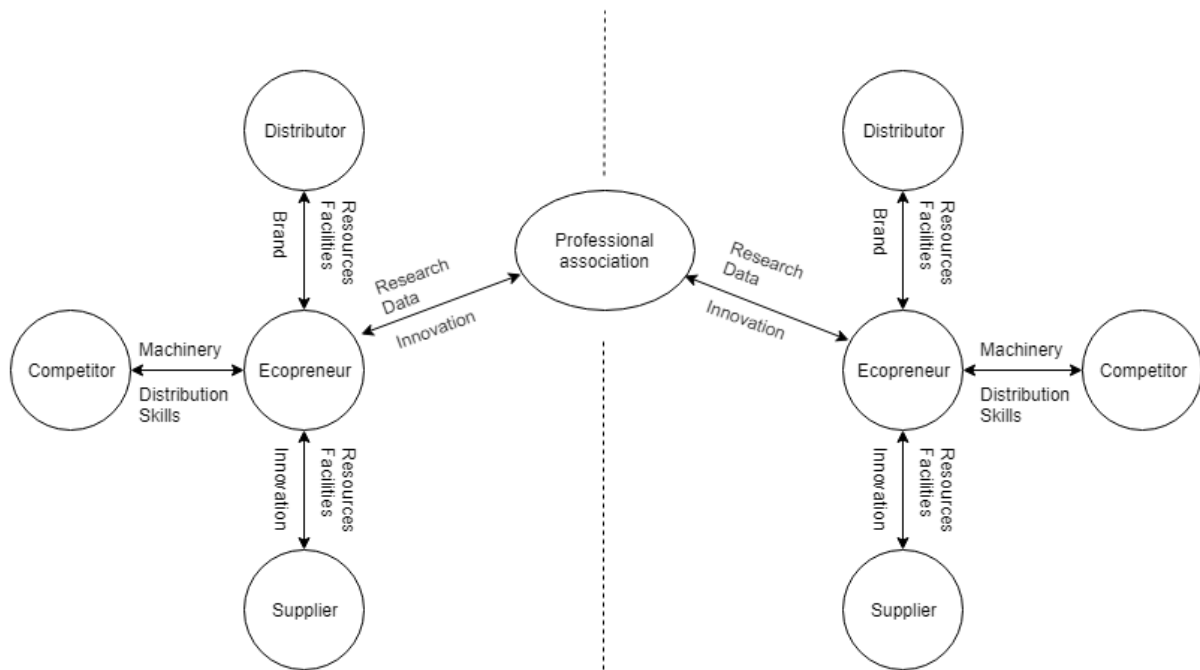 Distributor
Distributor
Resources
Facilities
Brand
Resources
Facilities
Brand
Professional
association
Research
Data
Innovation
Research
Data
Innovation
Competitor
Machinery
Distribution
Skills
Ecopreneur
Ecopreneur
Machinery
Distribution
Skills
Competitor
Resources
Facilities
Innovation
Resources
Facilities
Innovation
Supplier
Supplier